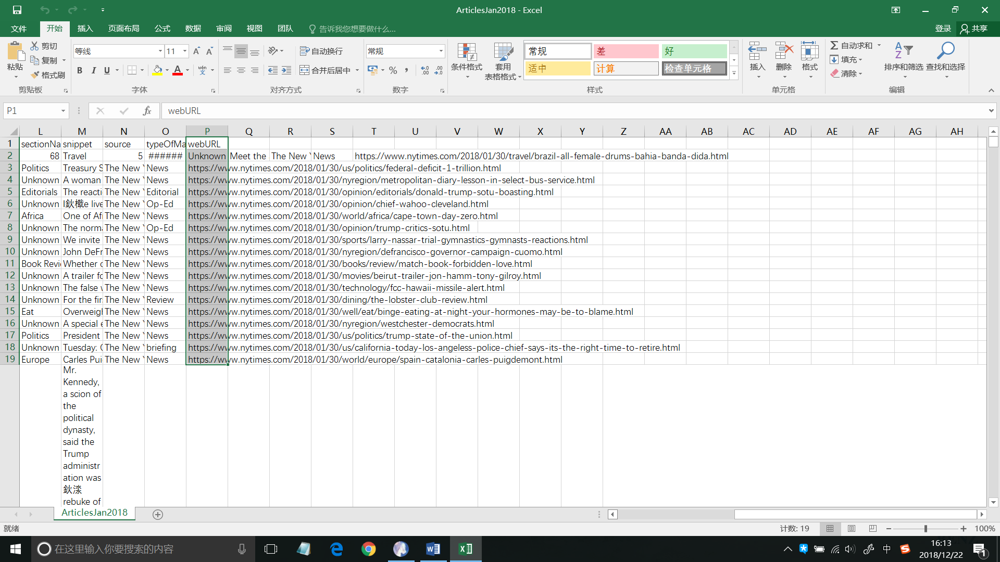 ArticlesJan2018 - Excel
文件 开始 插入 页面布局 公式 数据 审阅 视图 团队 告诉我您想要做什么... 登录 共享
粘贴 剪切 复制 格式刷 剪贴板
等线 11 B I U A wén 文 字体
自动换行 合并后居中 对齐方式
常规 % , 数字
条件格式 套用表格格式 常规 差 好 适中 计算 检查单元格 样式
插入 删除 格式 单元格
自动求和 填充 清除 排序和筛选 查找和选择 编辑
P1 fx webURL
L M N O P Q R S T U V W X Y Z AA AB AC AD AE AF AG AH
1 sectionNa snippet source typeOfMa webURL
2 68 Travel 5 ###### Unknown Meet the The New Y News https://www.nytimes.com/2018/01/30/travel/brazil-all-female-drums-bahia-banda-dida.html
3 Politics Treasury S The New Y News https://www.nytimes.com/2018/01/30/us/politics/federal-deficit-1-trillion.html
4 Unknown A woman The New Y News https://www.nytimes.com/2018/01/30/nyregion/metropolitan-diary-lesson-in-select-bus-service.html
5 Editorials The reacti The New Y Editorial https://www.nytimes.com/2018/01/30/opinion/editorials/donald-trump-sotu-boasting.html
6 Unknown I鈥檝e live The New Y Op-Ed https://www.nytimes.com/2018/01/30/opinion/chief-wahoo-cleveland.html
7 Africa One of Afr The New Y News https://www.nytimes.com/2018/01/30/world/africa/cape-town-day-zero.html
8 Unknown The norma The New Y Op-Ed https://www.nytimes.com/2018/01/30/opinion/trump-critics-sotu.html
9 Unknown We invite The New Y News https://www.nytimes.com/2018/01/30/sports/larry-nassar-trial-gymnastics-gymnasts-reactions.html
10 Unknown John DeFr The New Y News https://www.nytimes.com/2018/01/30/nyregion/defrancisco-governor-campaign-cuomo.html
11 Book Revi Whether o The New Y News https://www.nytimes.com/2018/01/30/books/review/match-book-forbidden-love.html
12 Unknown A trailer fo The New Y News https://www.nytimes.com/2018/01/30/movies/beirut-trailer-jon-hamm-tony-gilroy.html
13 Unknown The false w The New Y News https://www.nytimes.com/2018/01/30/technology/fcc-hawaii-missile-alert.html
14 Unknown For the fir The New Y Review https://www.nytimes.com/2018/01/30/dining/the-lobster-club-review.html
15 Eat Overweigh The New Y News https://www.nytimes.com/2018/01/30/well/eat/binge-eating-at-night-your-hormones-may-be-to-blame.html
16 Unknown A special e The New Y News https://www.nytimes.com/2018/01/30/nyregion/westchester-democrats.html
17 Politics President The New Y News https://www.nytimes.com/2018/01/30/us/politics/trump-state-of-the-union.html
18 Unknown Tuesday: C The New Y briefing https://www.nytimes.com/2018/01/30/us/california-today-los-angeless-police-chief-says-its-the-right-time-to-retire.html
19 Europe Carles Pui The New Y News https://www.nytimes.com/2018/01/30/world/europe/spain-catalonia-carles-puigdemont.html
Mr.
Kennedy,
a scion of
the
political
dynasty,
said the
Trump
administr
ation was
鈥渁
rebuke of
ArticlesJan2018
就绪 计数: 19 100%
在这里输入你要搜索的内容 中 16:13
2018/12/22 1